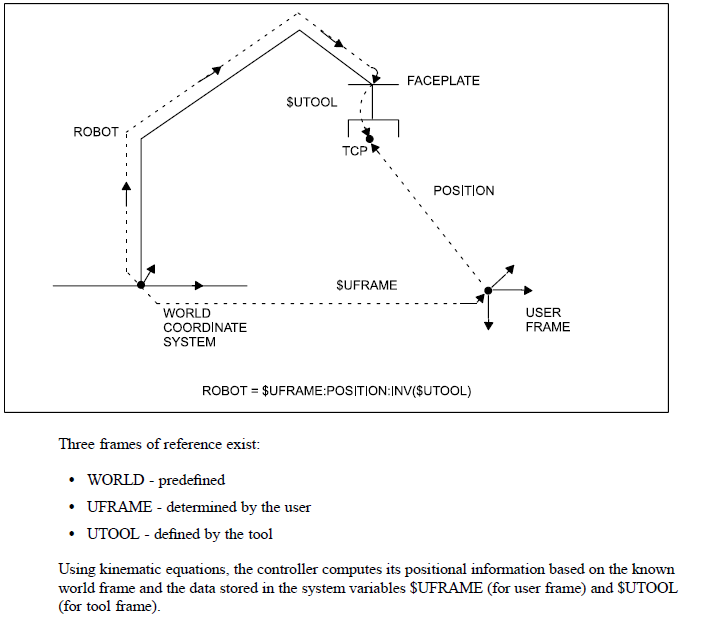 FACEPLATE
$UTOOL
ROBOT
TCP
POSITION
$UFRAME
WORLD
COORDINATE
SYSTEM
USER
FRAME
ROBOT = $UFRAME:POSITION:INV($UTOOL)
Three frames of reference exist:
• WORLD - predefined
• UFRAME - determined by the user
• UTOOL - defined by the tool
Using kinematic equations, the controller computes its positional information based on the known
world frame and the data stored in the system variables $UFRAME (for user frame) and $UTOOL
(for tool frame).